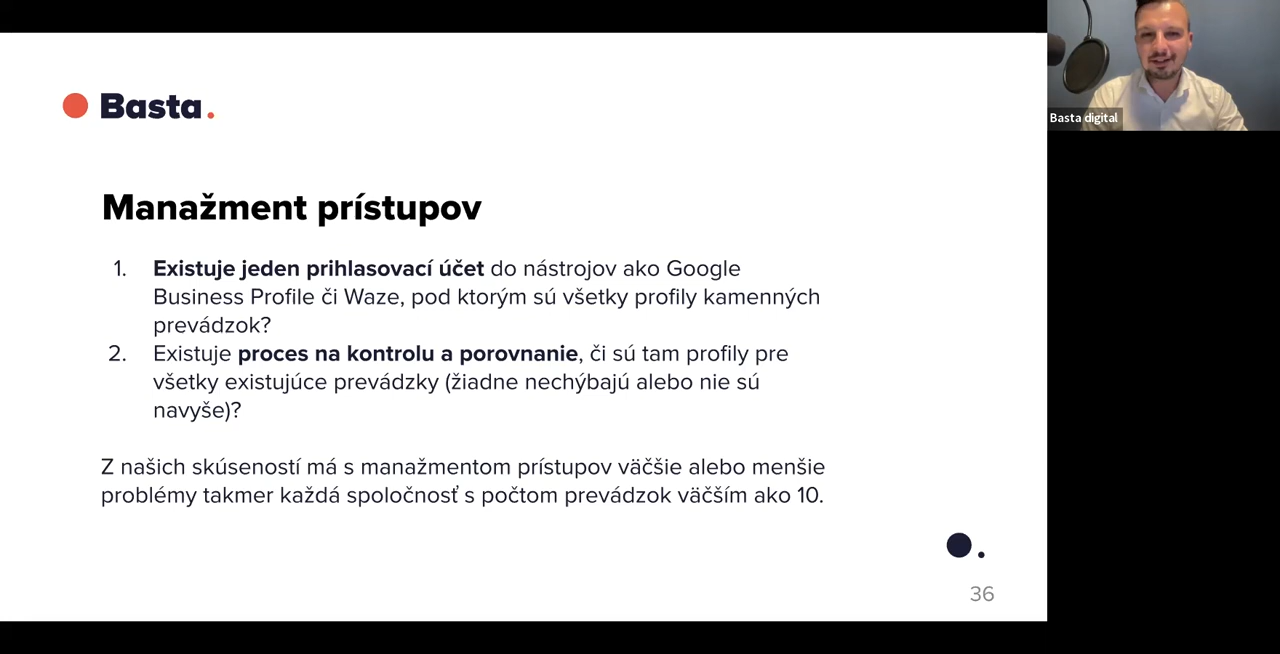 Basta.
Manažment prístupov
1. Existuje jeden prihlasovací účet do nástrojov ako Google
Business Profile či Waze, pod ktorým sú všetky profily kamenných
prevádzok?
2. Existuje proces na kontrolu a porovnanie, či sú tam profily pre
všetky existujúce prevádzky (žiadne nechýbajú alebo nie sú
navyše)?
Z našich skúseností má s manažmentom prístupov väčšie alebo menšie
problémy takmer každá spoločnosť s počtom prevádzok väčším ako 10.
36
Basta digital